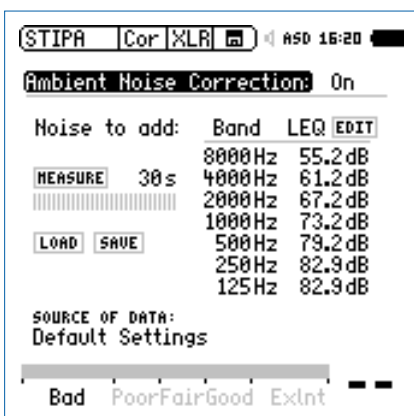 STIPA Cor XLR ASD 16:20
Ambient Noise Correction: On
Noise to add: Band LEQ EDIT
8000Hz 55.2dB
MEASURE 30s 4000Hz 61.2dB
2000Hz 67.2dB
1000Hz 73.2dB
LOAD SAVE 500Hz 79.2dB
250Hz 82.9dB
125Hz 82.9dB
SOURCE OF DATA:
Default Settings
Bad Poor Fair Good Exlnt --